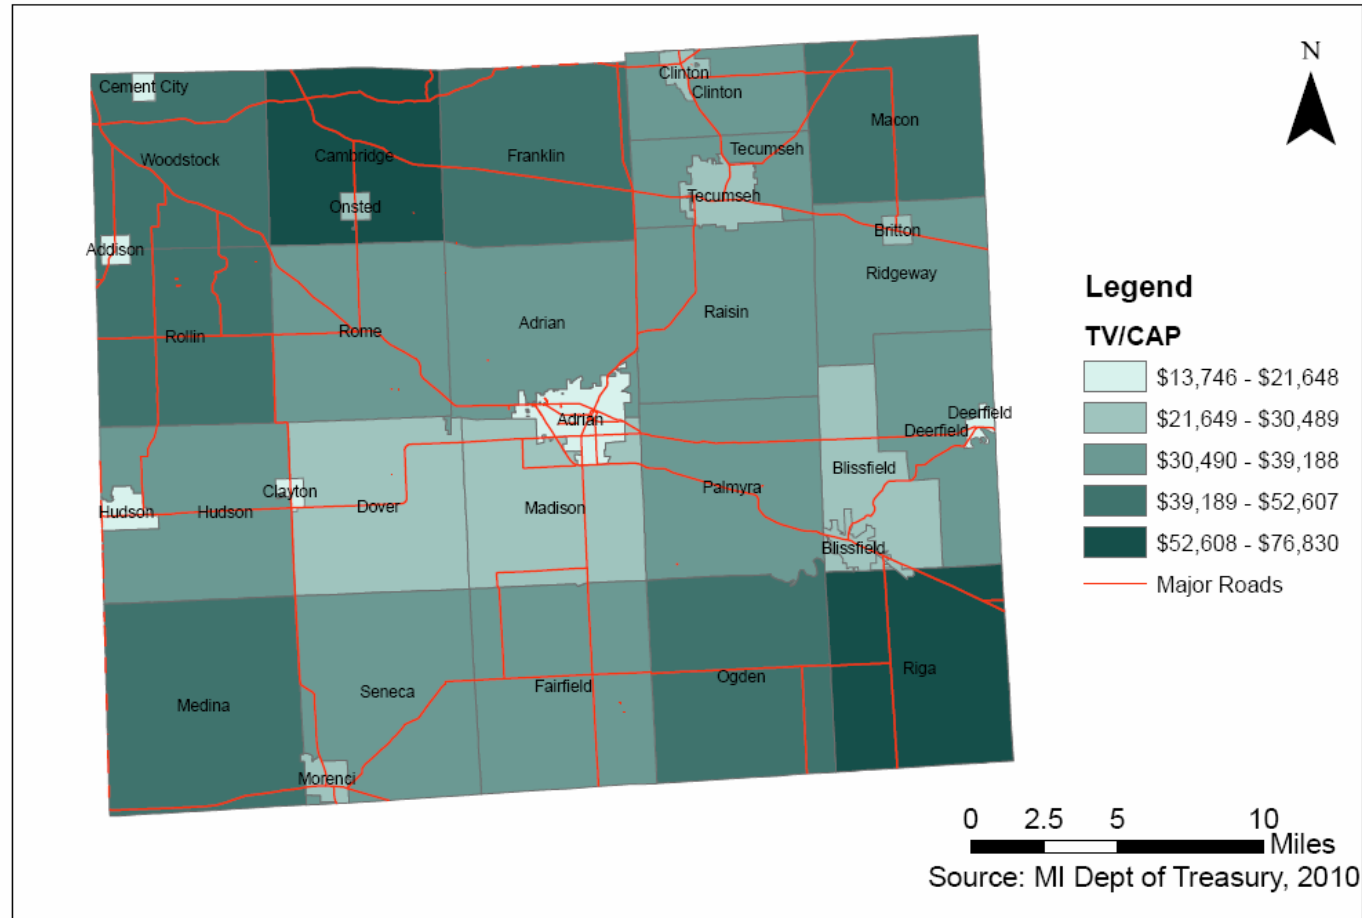 N
Clinton
Cement City
Clinton
Macon
Tecumseh
Woodstock
Cambridge
Franklin
Tecumseh
Onsted
Britton
Addison
Ridgeway
Raisin
Adrian
Rome
Rollin
Deerfield
Adrian
Deerfield
Blissfield
Palmyra
Clayton
Hudson
Hudson
Dover
Madison
Blissfield
Riga
Ogden
Fairfield
Seneca
Medina
Morenci
Legend
TV/CAP
$13,746 - $21,648
$21,649 - $30,489
$30,490 - $39,188
$39,189 - $52,607
$52,608 - $76,830
Major Roads
0 2.5 5 10
Miles
Source: MI Dept of Treasury, 2010